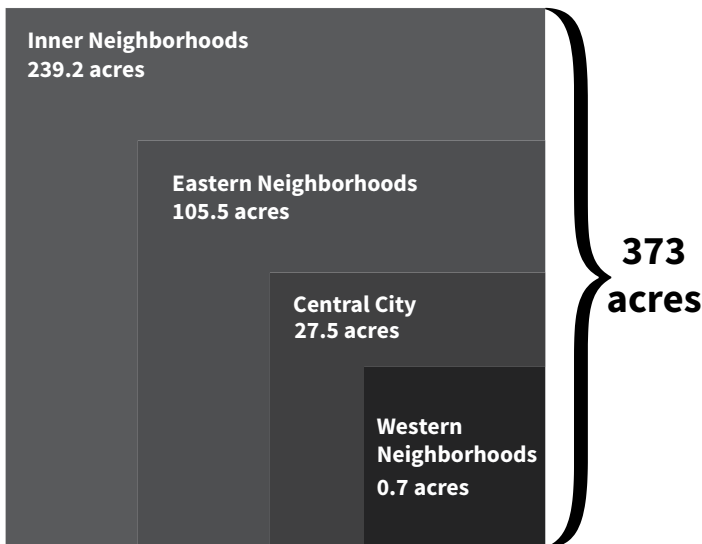 Inner Neighborhoods
239.2 acres
Eastern Neighborhoods
105.5 acres
Central City
27.5 acres
Western
Neighborhoods
0.7 acres
373
acres